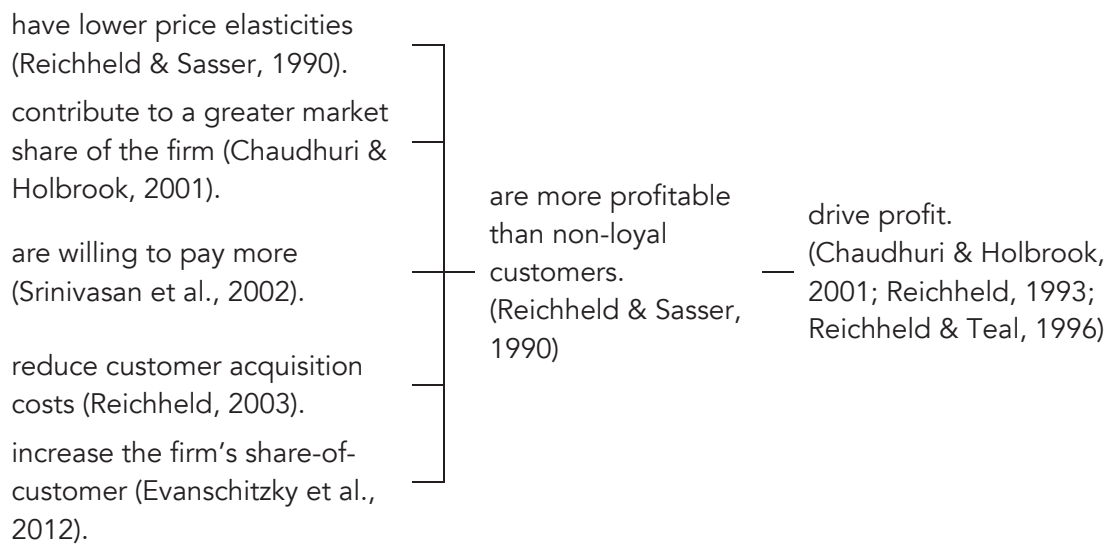 have lower price elasticities
(Reichheld & Sasser, 1990).
contribute to a greater market
share of the firm (Chaudhuri &
Holbrook, 2001).
are willing to pay more
(Srinivasan et al., 2002).
reduce customer acquisition
costs (Reichheld, 2003).
increase the firm’s share-of-
customer (Evanschitzky et al.,
2012).
are more profitable
than non-loyal
customers.
(Reichheld & Sasser,
1990)
drive profit.
(Chaudhuri & Holbrook,
2001; Reichheld, 1993;
Reichheld & Teal, 1996)